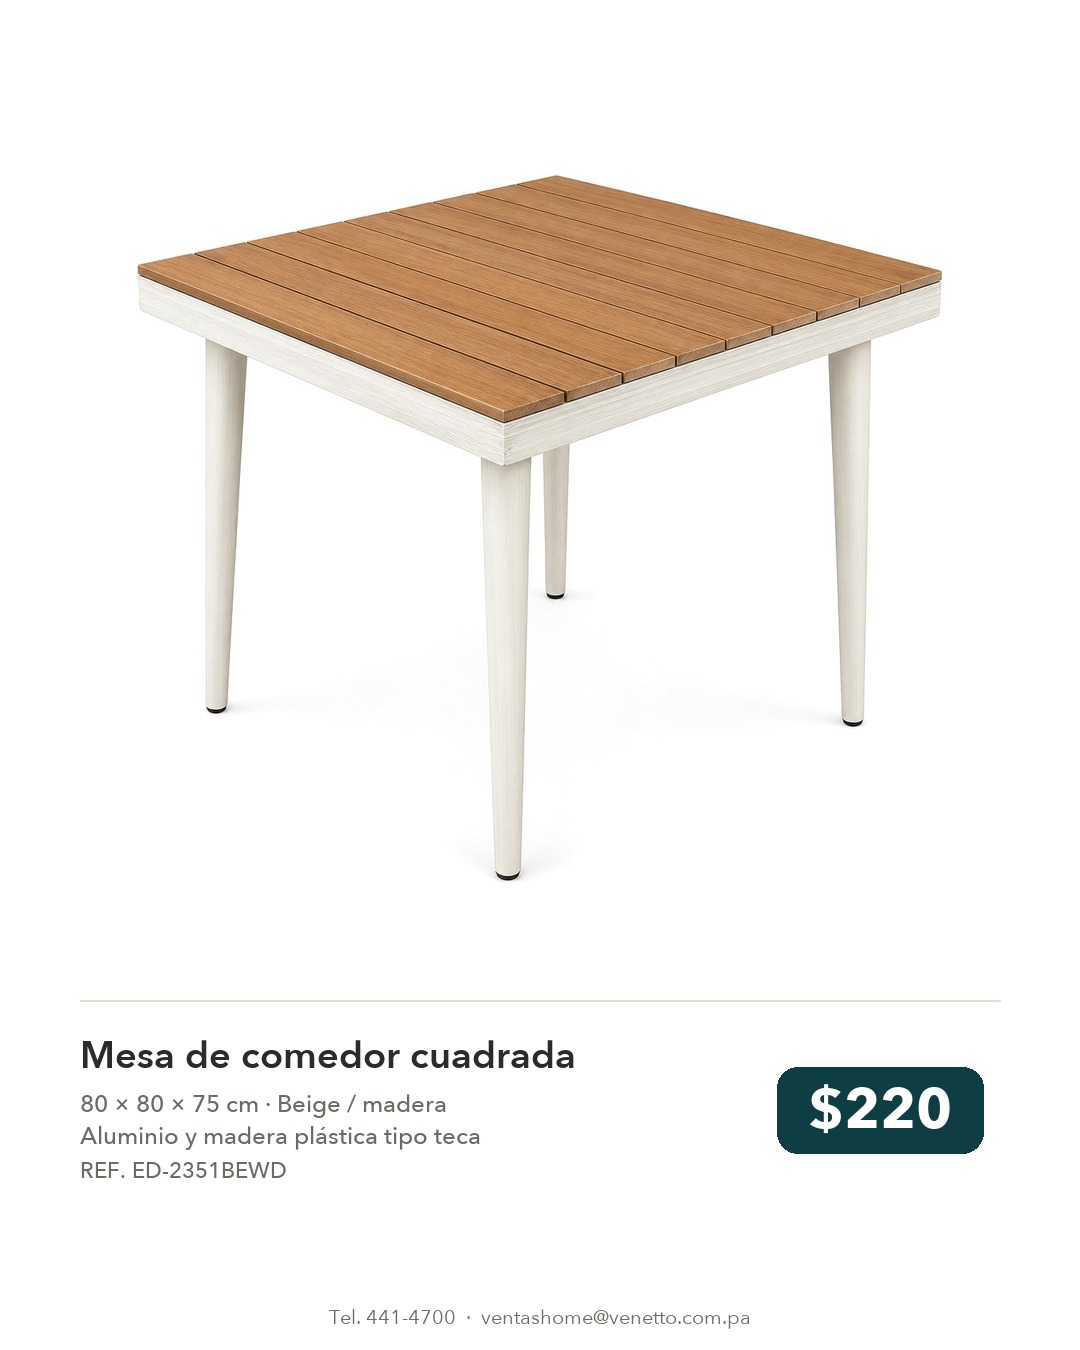 Mesa de comedor cuadrada
80 × 80 × 75 cm · Beige / madera
Aluminio y madera plástica tipo teca
REF. ED-2351BEWD
$220
Tel. 441-4700 · ventashome@venetto.com.pa